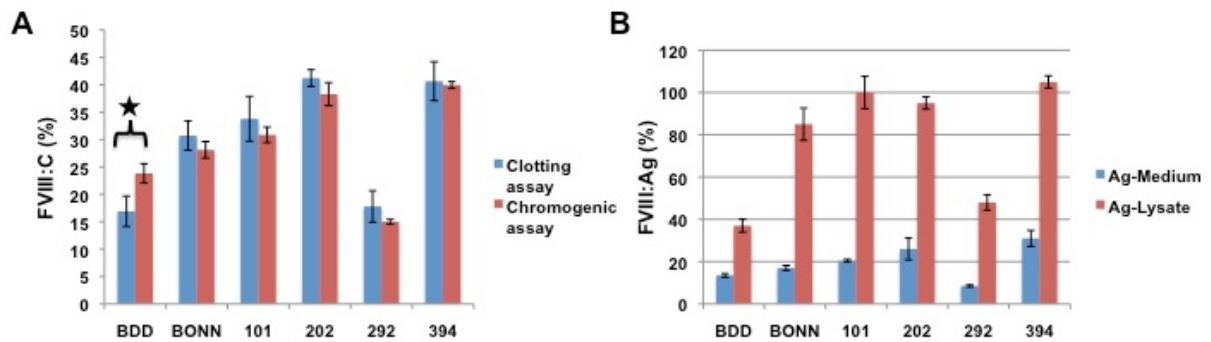 A
FVIII:C (%)
50
45
40
35
30
25
20
15
10
5
0
BDD BONN 101 202 292 394
Clotting
assay
Chromogenic
assay
B
FVIII:Ag (%)
120
100
80
60
40
20
0
BDD BONN 101 202 292 394
Ag-Medium
Ag-Lysate